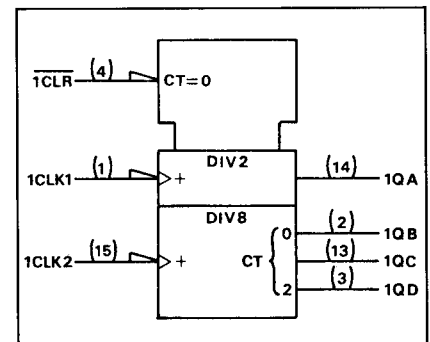 1CLR (4) CT=0
DIV2
1CLK1 (1) + (14) 1QA
DIV8
0 (2) 1QB
1CLK2 (15) + CT { (13) 1QC
2 (3) 1QD